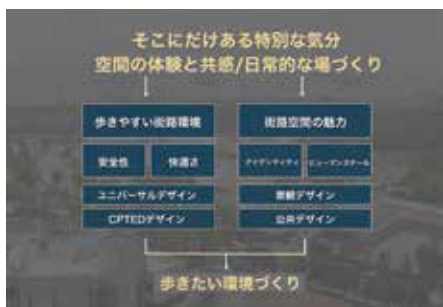 そこにだけある特別な気分
空間の体験と共感/日常的な場づくり
歩きやすい街路環境
街路空間の魅力
安全性
快適さ
アイデンティティ
ヒューマンスケール
ユニバーサルデザイン
景観デザイン
CPTEDデザイン
公共デザイン
歩きたい環境づくり